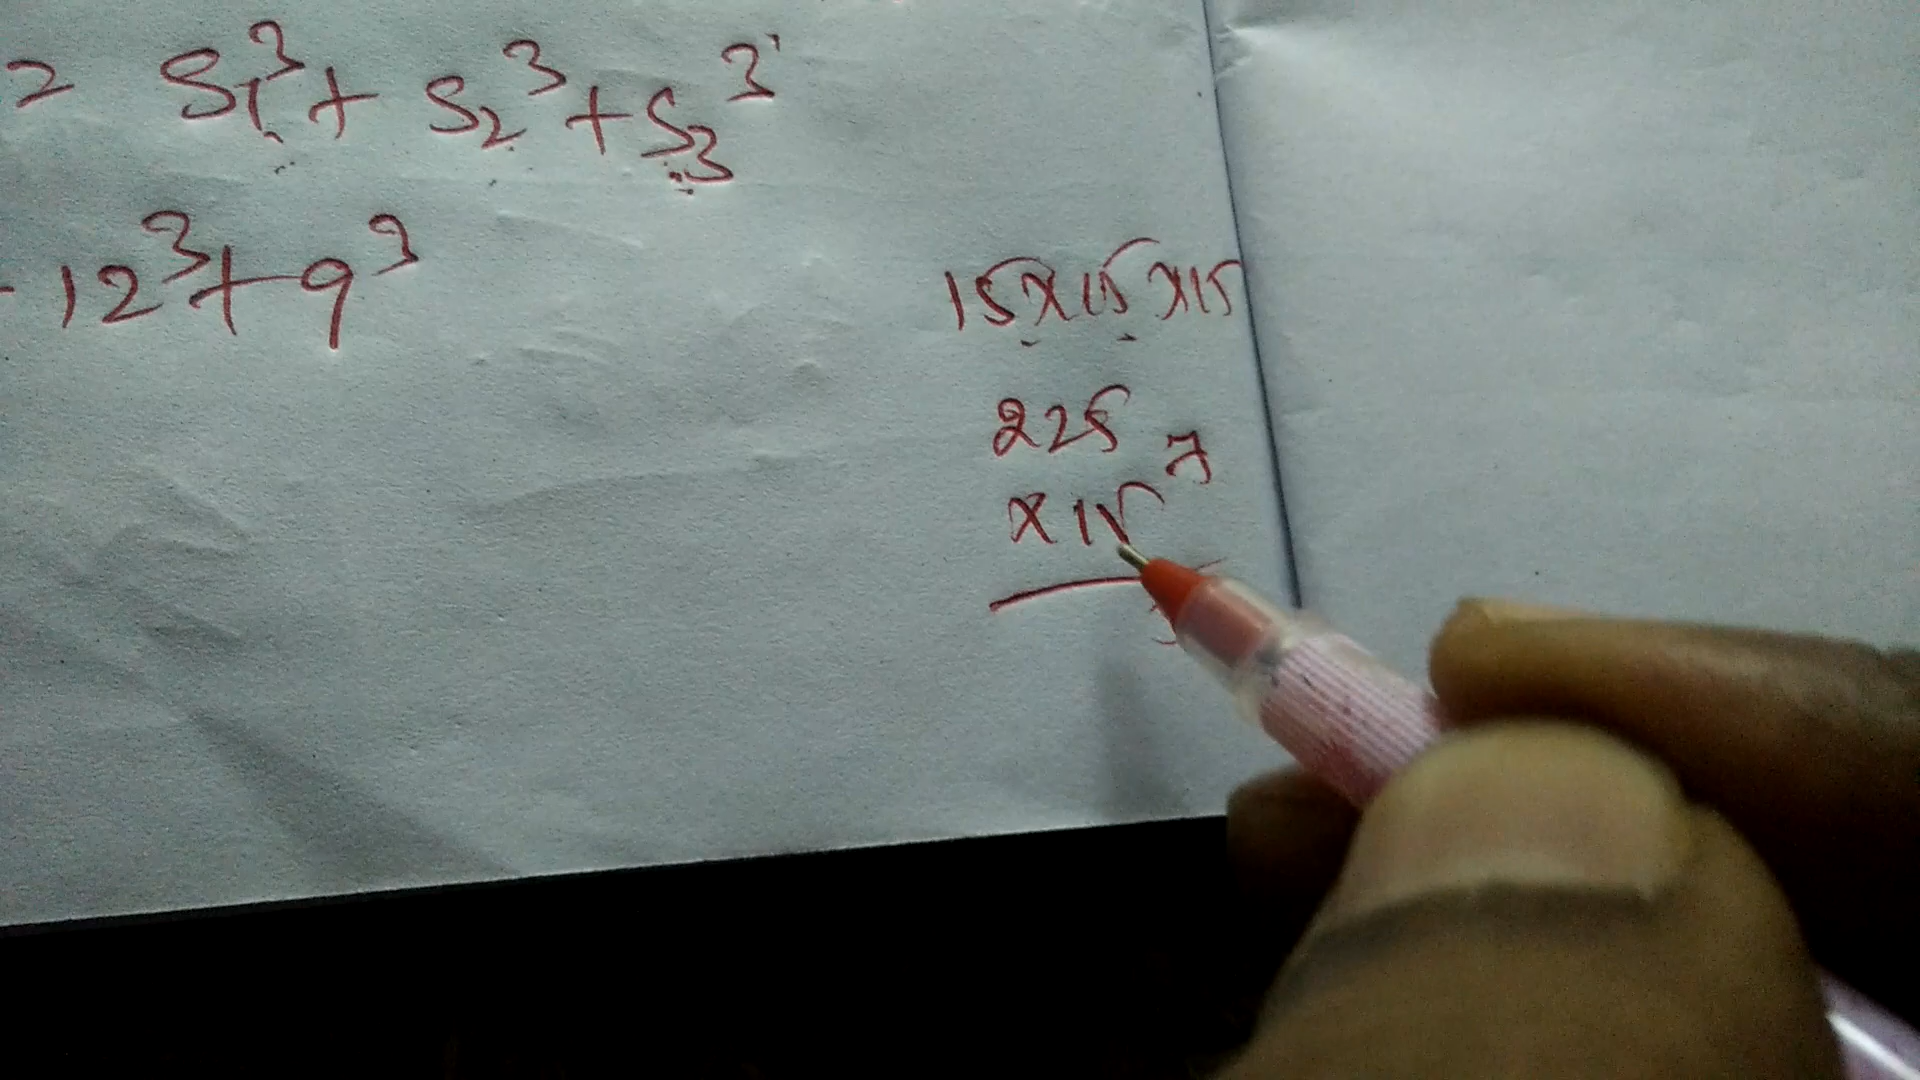 = S₁³ + S₂³ + S₃³
12³ + 9³
15 x 15 x 15
225
7
x 15